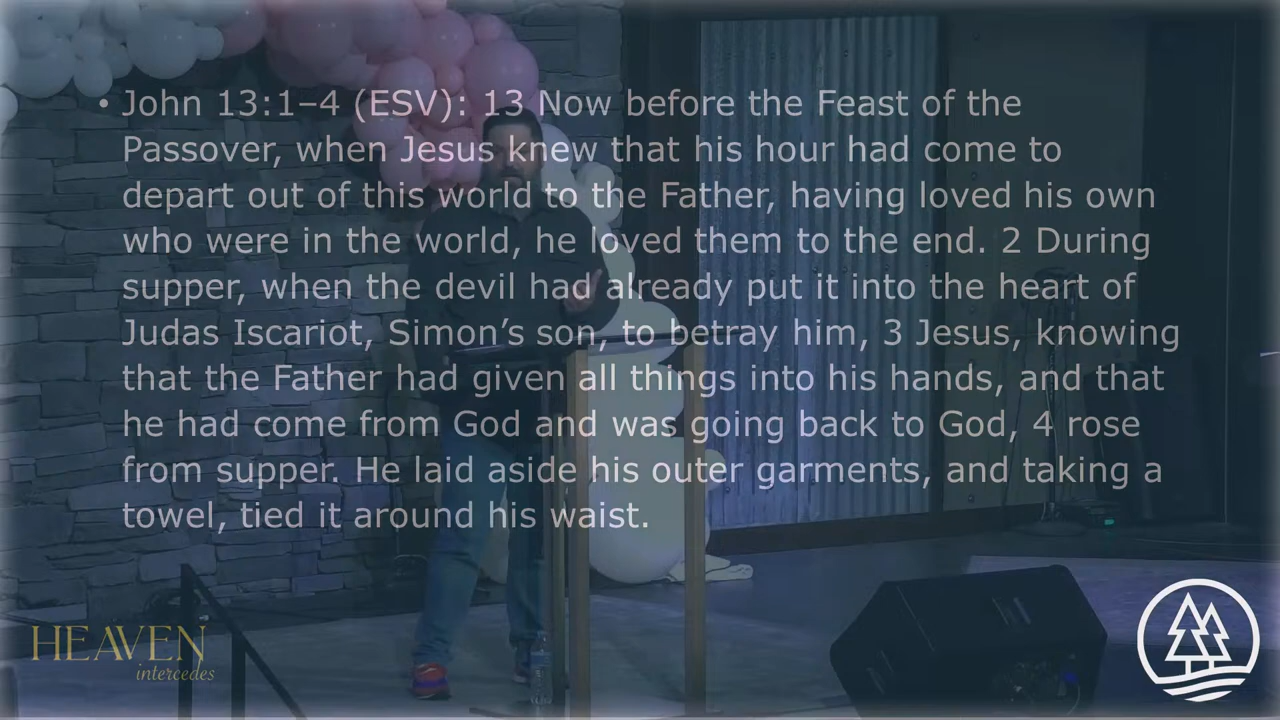 • John 13:1–4 (ESV): 13 Now before the Feast of the
Passover, when Jesus knew that his hour had come to
depart out of this world to the Father, having loved his own
who were in the world, he loved them to the end. 2 During
supper, when the devil had already put it into the heart of
Judas Iscariot, Simon’s son, to betray him, 3 Jesus, knowing
that the Father had given all things into his hands, and that
he had come from God and was going back to God, 4 rose
from supper. He laid aside his outer garments, and taking a
towel, tied it around his waist.
HEAVEN
intercedes